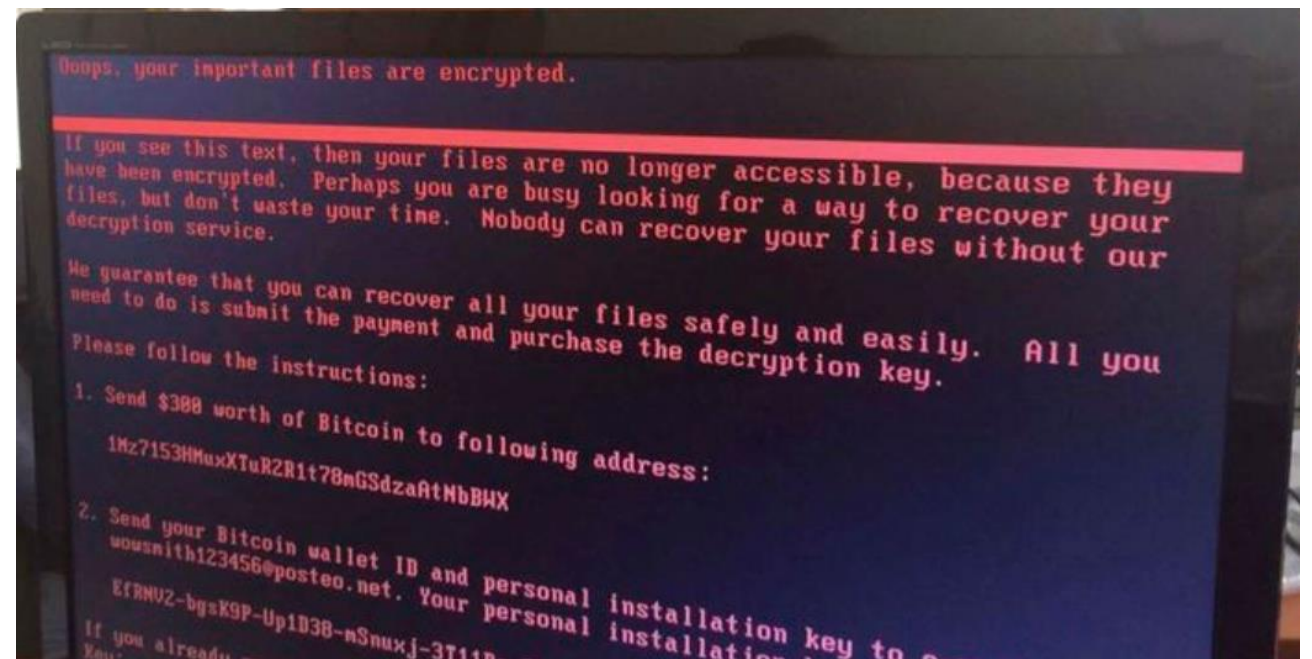 Ooops, your important files are encrypted.
If you see this text, then your files are no longer accessible, because they
have been encrypted. Perhaps you are busy looking for a way to recover your
files, but don't waste your time. Nobody can recover your files without our
decryption service.
We guarantee that you can recover all your files safely and easily. All you
need to do is submit the payment and purchase the decryption key.
Please follow the instructions:
1. Send $300 worth of Bitcoin to following address:
1Mz7153HMuxXTuR2R1t78mGSdzaAtNbBWX
2. Send your Bitcoin wallet ID and personal installation key to
wowsmith123456@posteo.net. Your personal installation
EfRNVZ-bgsK9P-Up1D38-mSnuxj-
If you already